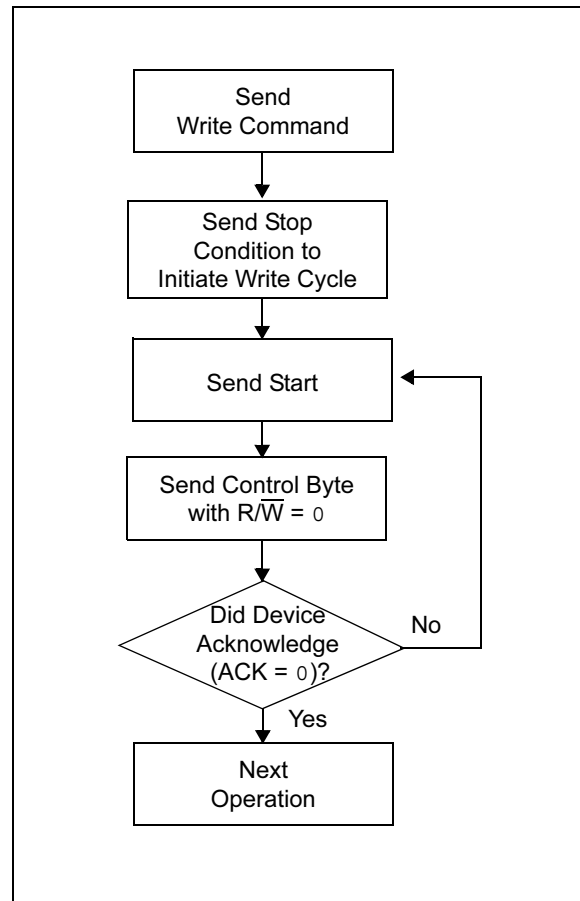 Send
Write Command
Send Stop
Condition to
Initiate Write Cycle
Send Start
Send Control Byte
with R/W̅ = 0
Did Device
Acknowledge
(ACK = 0)?
No
Yes
Next
Operation